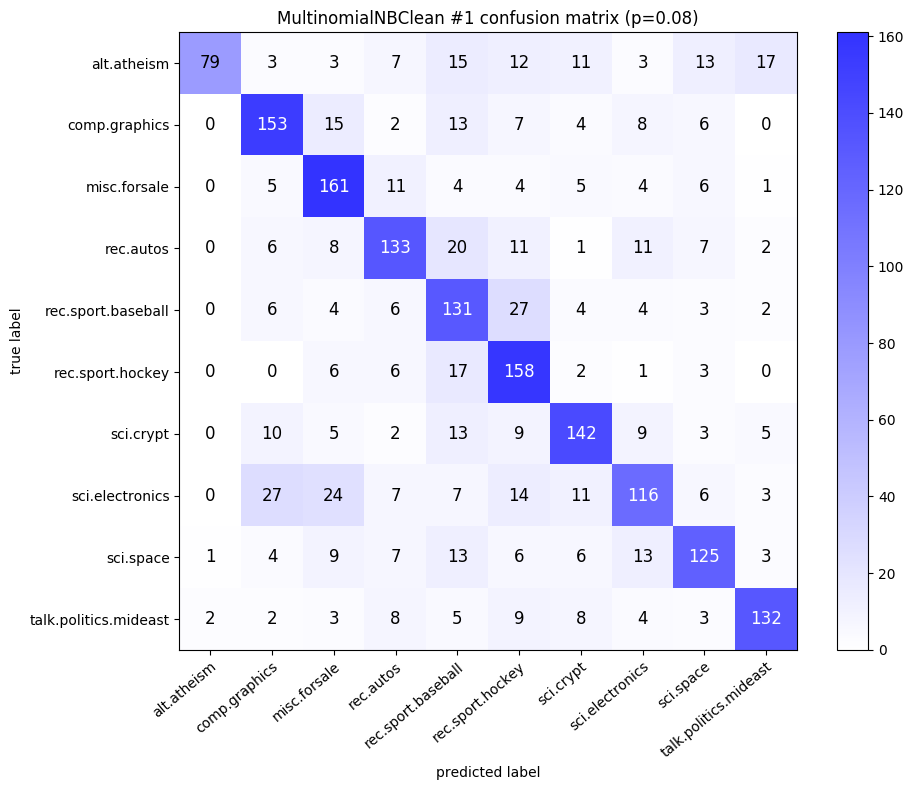 MultinomialNBClean #1 confusion matrix (p=0.08)
alt.atheism 79 3 3 7 15 12 11 3 13 17
comp.graphics 0 153 15 2 13 7 4 8 6 0
misc.forsale 0 5 161 11 4 4 5 4 6 1
rec.autos 0 6 8 133 20 11 1 11 7 2
rec.sport.baseball 0 6 4 6 131 27 4 4 3 2
rec.sport.hockey 0 0 6 6 17 158 2 1 3 0
sci.crypt 0 10 5 2 13 9 142 9 3 5
sci.electronics 0 27 24 7 7 14 11 116 6 3
sci.space 1 4 9 7 13 6 6 13 125 3
talk.politics.mideast 2 2 3 8 5 9 8 4 3 132
true label
alt.atheism
comp.graphics
misc.forsale
rec.autos
rec.sport.baseball
rec.sport.hockey
sci.crypt
sci.electronics
sci.space
talk.politics.mideast
predicted label
160
140
120
100
80
60
40
20
0